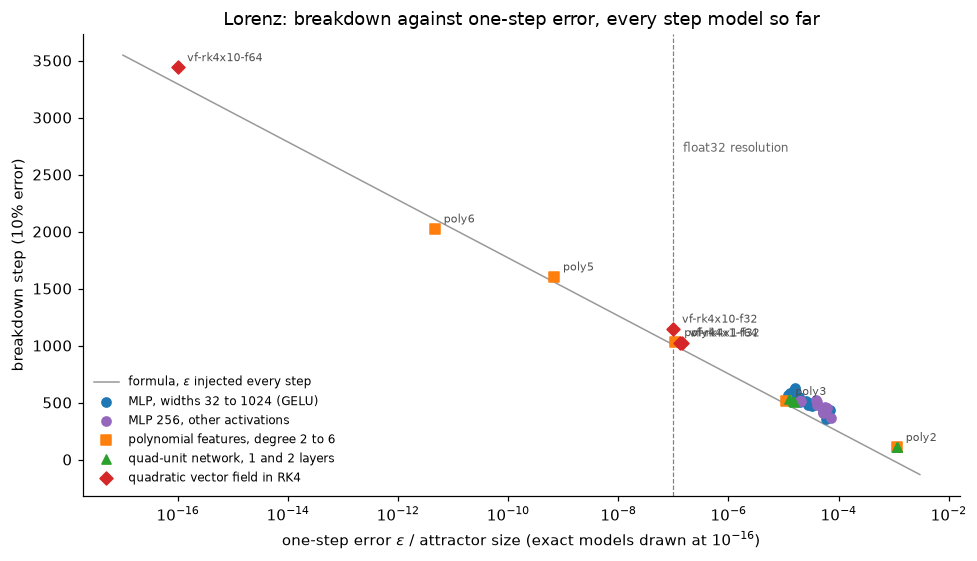 Lorenz: breakdown against one-step error, every step model so far
breakdown step (10% error)
3500
3000
2500
2000
1500
1000
500
0
vf-rk4x10-f64
poly6
poly5
float32 resolution
vf-rk4x10-f32
poly3
poly2
formula, ε injected every step
MLP, widths 32 to 1024 (GELU)
MLP 256, other activations
polynomial features, degree 2 to 6
quad-unit network, 1 and 2 layers
quadratic vector field in RK4
10⁻¹⁶
10⁻¹⁴
10⁻¹²
10⁻¹⁰
10⁻⁸
10⁻⁶
10⁻⁴
10⁻²
one-step error ε / attractor size (exact models drawn at 10⁻¹⁶)